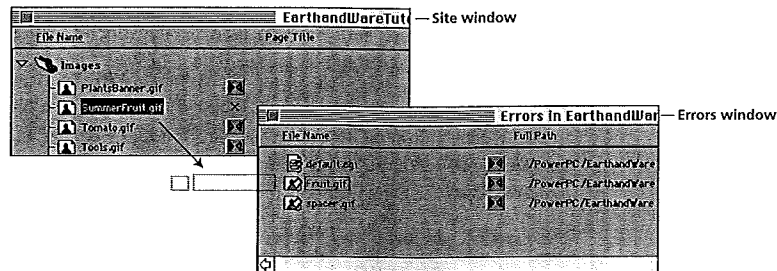 EarthandWareTut
Site window
File Name Page Title
Images
PlantsBanner.gif
SummerFruit.gif
Tomato.gif
Tools.gif
Errors in EarthandWar
Errors window
File Name Full Path
default.cgi /PowerPC/EarthandWare
Fruit.gif /PowerPC/EarthandWare
spacer.gif /PowerPC/EarthandWare